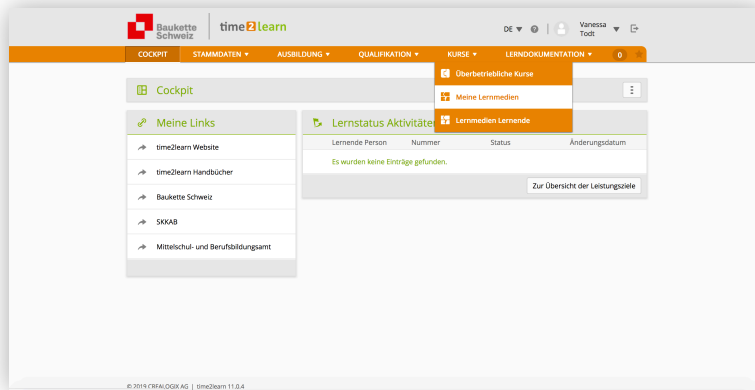 Baukette
Schweiz
time2learn
DE
Vanessa
Todt
COCKPIT STAMMDATEN AUSBILDUNG QUALIFIKATION KURSE LERNDOKUMENTATION 0
Überbetriebliche Kurse
Meine Lernmedien
Lernmedien Lernende
Cockpit
Meine Links
time2learn Website
time2learn Handbücher
Baukette Schweiz
SKKAB
Mittelschul- und Berufsbildungsamt
Lernstatus Aktivitäten
Lernende Person Nummer Status Änderungsdatum
Es wurden keine Einträge gefunden.
Zur Übersicht der Leistungsziele
© 2019 CREALOGIX AG | time2learn 11.0.4